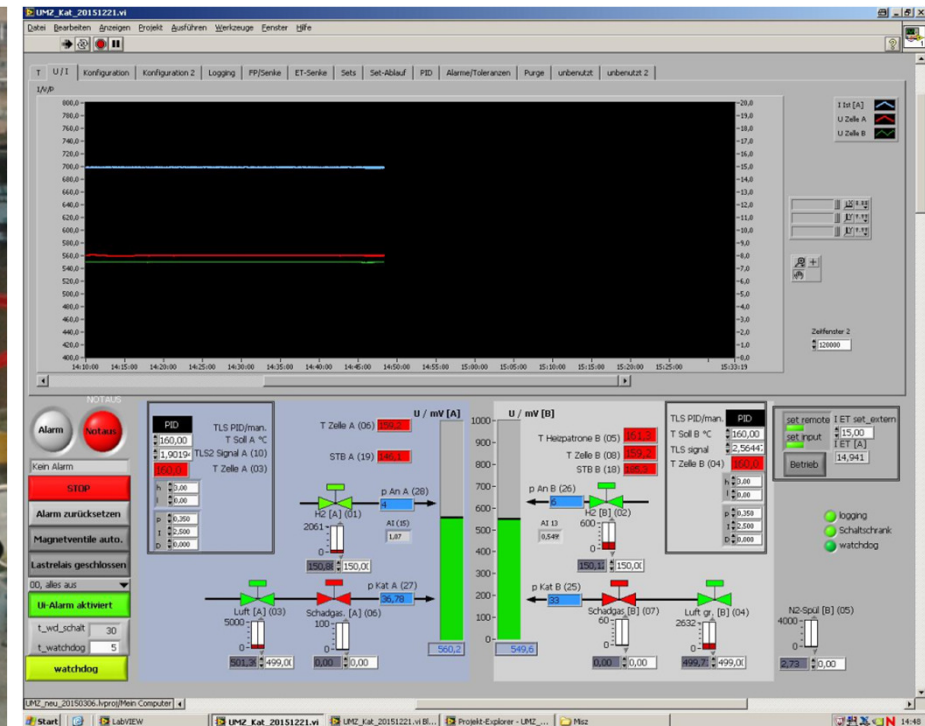 UMZ_Kat_20151221.vi
Datei Bearbeiten Anzeigen Projekt Ausführen Werkzeuge Fenster Hilfe
T U/I Konfiguration Konfiguration 2 Logging FP/Senke ET-Senke Sets Set-Ablauf PID Alarme/Toleranzen Purge unbenutzt unbenutzt 2
800,0
780,0
760,0
740,0
720,0
700,0
680,0
660,0
640,0
620,0
600,0
580,0
560,0
540,0
520,0
500,0
480,0
460,0
440,0
420,0
400,0
14:10:00 14:15:00 14:20:00 14:25:00 14:30:00 14:35:00 14:40:00 14:45:00 14:50:00 14:55:00 15:00:00 15:05:00 15:10:00 15:15:00 15:20:00 15:25:00 15:33:19
20,0
19,0
18,0
17,0
16,0
15,0
14,0
13,0
12,0
11,0
10,0
9,0
8,0
7,0
6,0
5,0
4,0
3,0
2,0
1,0
0,0
I Ist [A]
U Zelle A
U Zelle B
Zeitfenster 2
120000
NOTAUS
Alarm Notaus
Kein Alarm
STOP
Alarm zurücksetzen
Magnetventile auto.
Lastrelais geschlossen
00, alles aus
Ui-Alarm aktiviert
t_wd_schalt 30
t_watchdog 5
watchdog
PID TLS PID/man.
160,00 T Soll A °C
1,9019 TLS2 Signal A (10)
160,0 T Zelle A (03)
h 0,00
l 0,00
p 0,350
I 2,500
D 0,000
T Zelle A (06) 159,2
STB A (19) 146,1
p An A (28)
4
H2 [A] (01)
2061
0
AI (15)
1,87
150,00
p Kat A (27)
36,78
Luft [A] (03)
5000
0
499,00
Schadgas. [A] (06)
100
0
0,00 0,00
U / mV [A]
560,2
1000
900
800
700
600
500
400
300
200
100
0
U / mV [B]
549,6
T Heizpatrone B (05)
T Zelle B (08) 159,2
STB B (18)
p An B (26)
6
H2 [B] (02)
600
0
AI 13
0,549
150,00
p Kat B (25)
33
Schadgas. [B] (07)
60
0
0,00 0,00
Luft gr. [B] (04)
2632
0
499,00
TLS PID/man. PID
T Soll B °C 160,00
TLS signal 2,5644
T Zelle B (04) 160,0
h 0,00
l 0,00
p 0,350
I 2,500
D 0,000
set remote I ET set_extern
15,00
set input I ET [A]
Betrieb 14,941
logging
Schaltschrank
watchdog
N2-Spül [B] (05)
4000
0
2,73 0,00
UMZ_neu_20150306.lvproj/Mein Computer
Start LabVIEW UMZ_Kat_20151221.vi UMZ_Kat_20151221.vi Bl... Projekt-Explorer - UMZ_... Misz 14:48